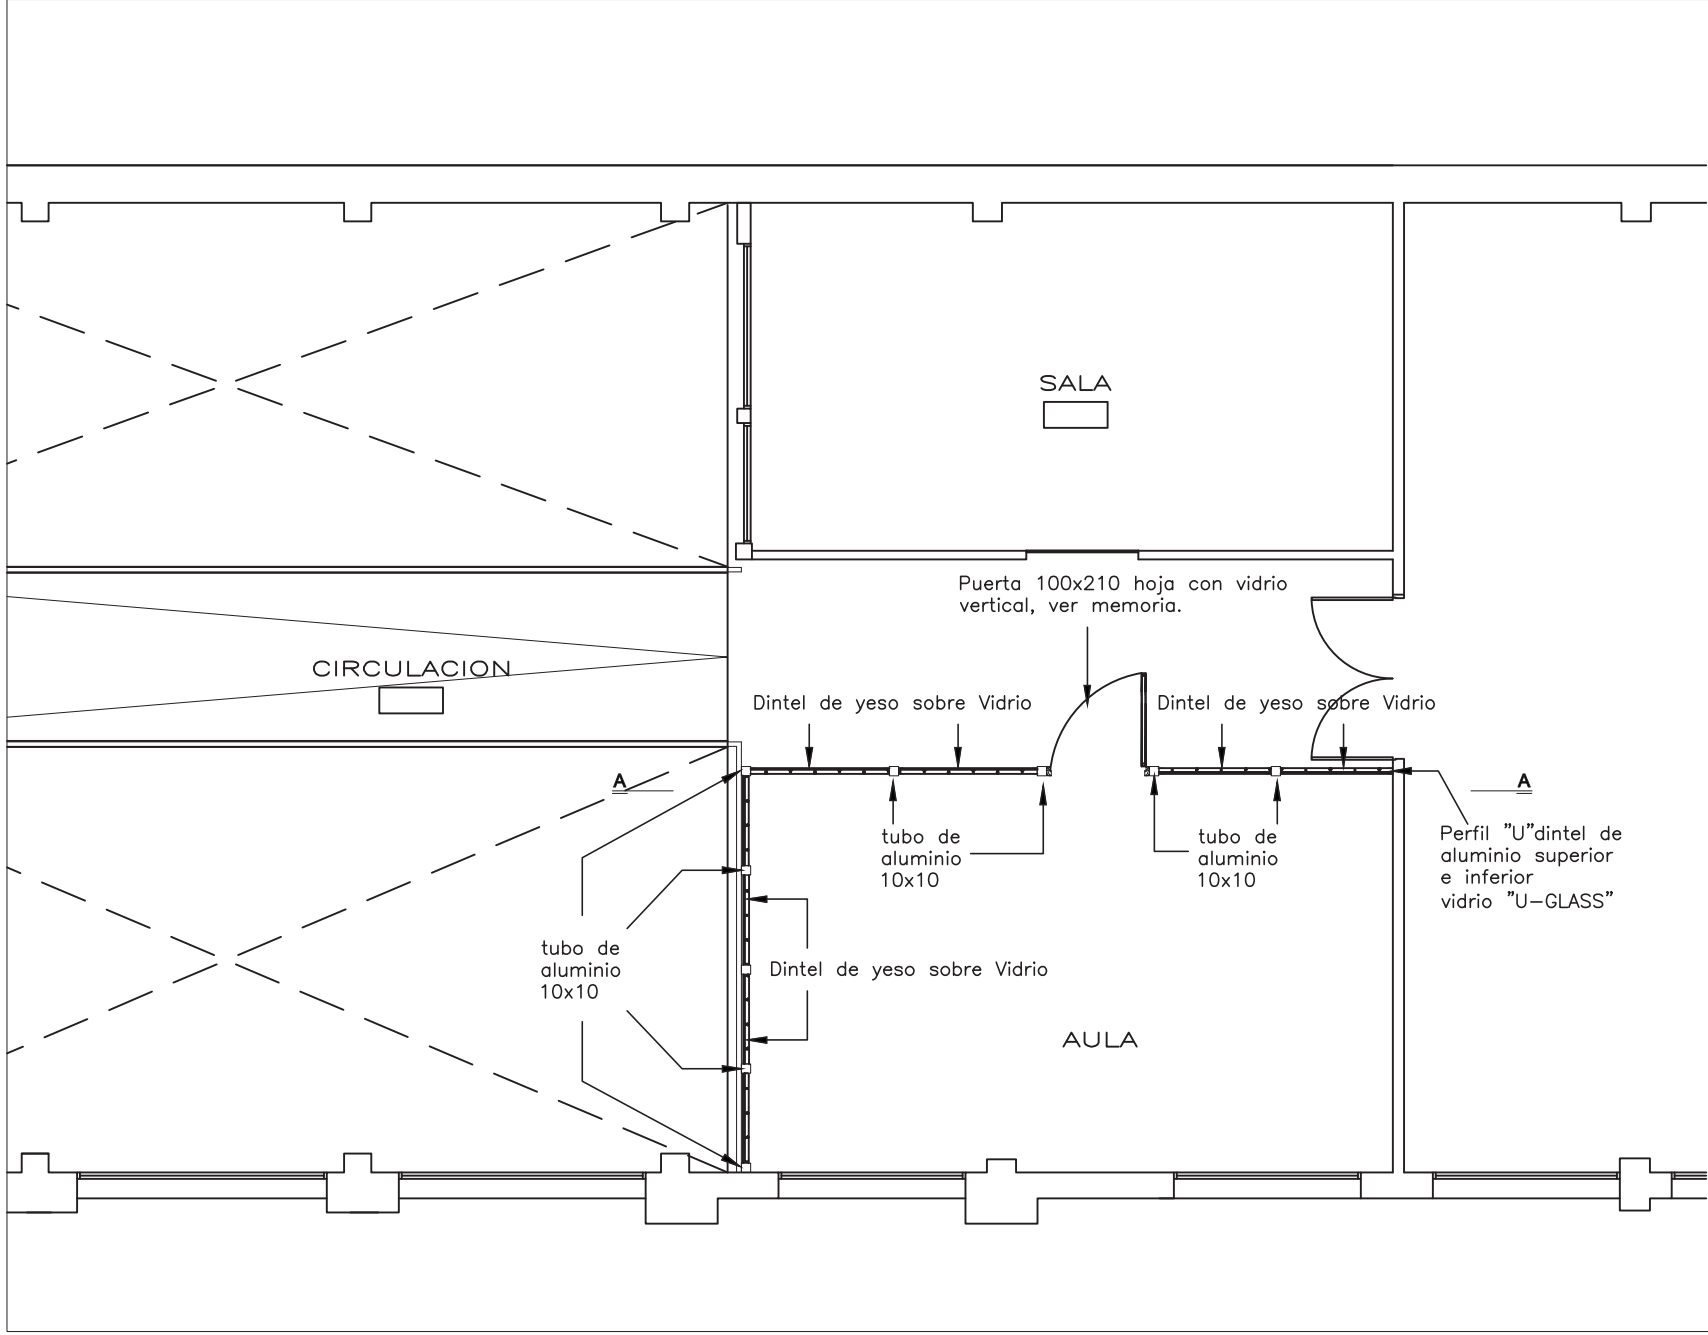 SALA
Puerta 100x210 hoja con vidrio
vertical, ver memoria.
CIRCULACION
Dintel de yeso sobre Vidrio
Dintel de yeso sobre Vidrio
A
A
tubo de
aluminio
10x10
tubo de
aluminio
10x10
Perfil "U"dintel de
aluminio superior
e inferior
vidrio "U-GLASS"
tubo de
aluminio
10x10
Dintel de yeso sobre Vidrio
AULA